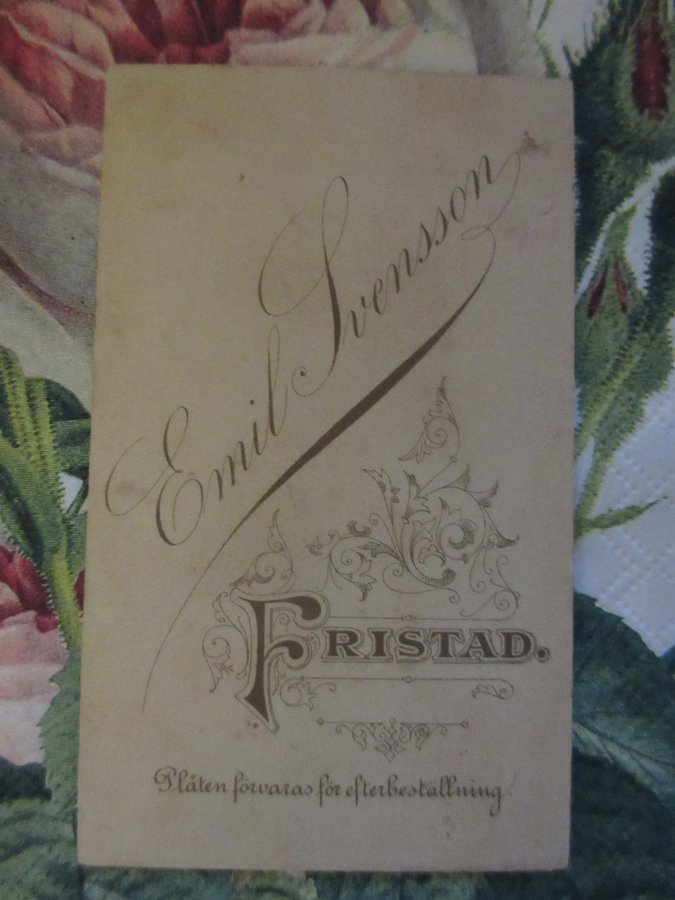 Emil Svensson
FRISTAD.
Plåten förvaras för efterbeställning.